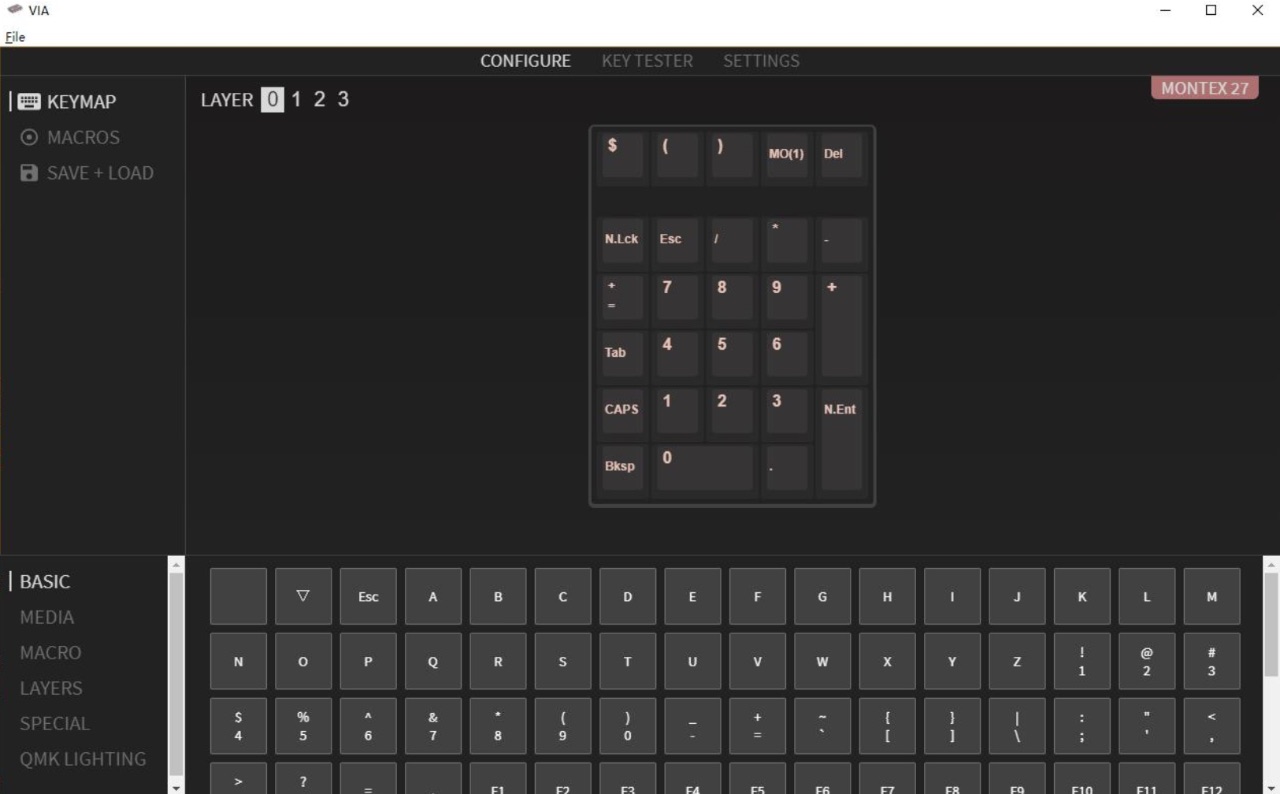 VIA
File
CONFIGURE KEY TESTER SETTINGS
KEYMAP
MACROS
SAVE + LOAD
LAYER 0 1 2 3
MONTEX 27
$ ( ) MO(1) Del
N.Lck Esc / * -
+
=
7 8 9 +
Tab 4 5 6
CAPS 1 2 3 N.Ent
Bksp 0 .
BASIC
MEDIA
MACRO
LAYERS
SPECIAL
QMK LIGHTING
▽ Esc A B C D E F G H I J K L M
N O P Q R S T U V W X Y Z ! @ #
1 2 3
$ % ^ & * ( ) _ + ~ { } | : " <
4 5 6 7 8 9 0 - = ` [ ] \ ; ' ,
> ?
= F1 F2 F3 F4 F5 F6 F7 F8 F9 F10 F11 F12